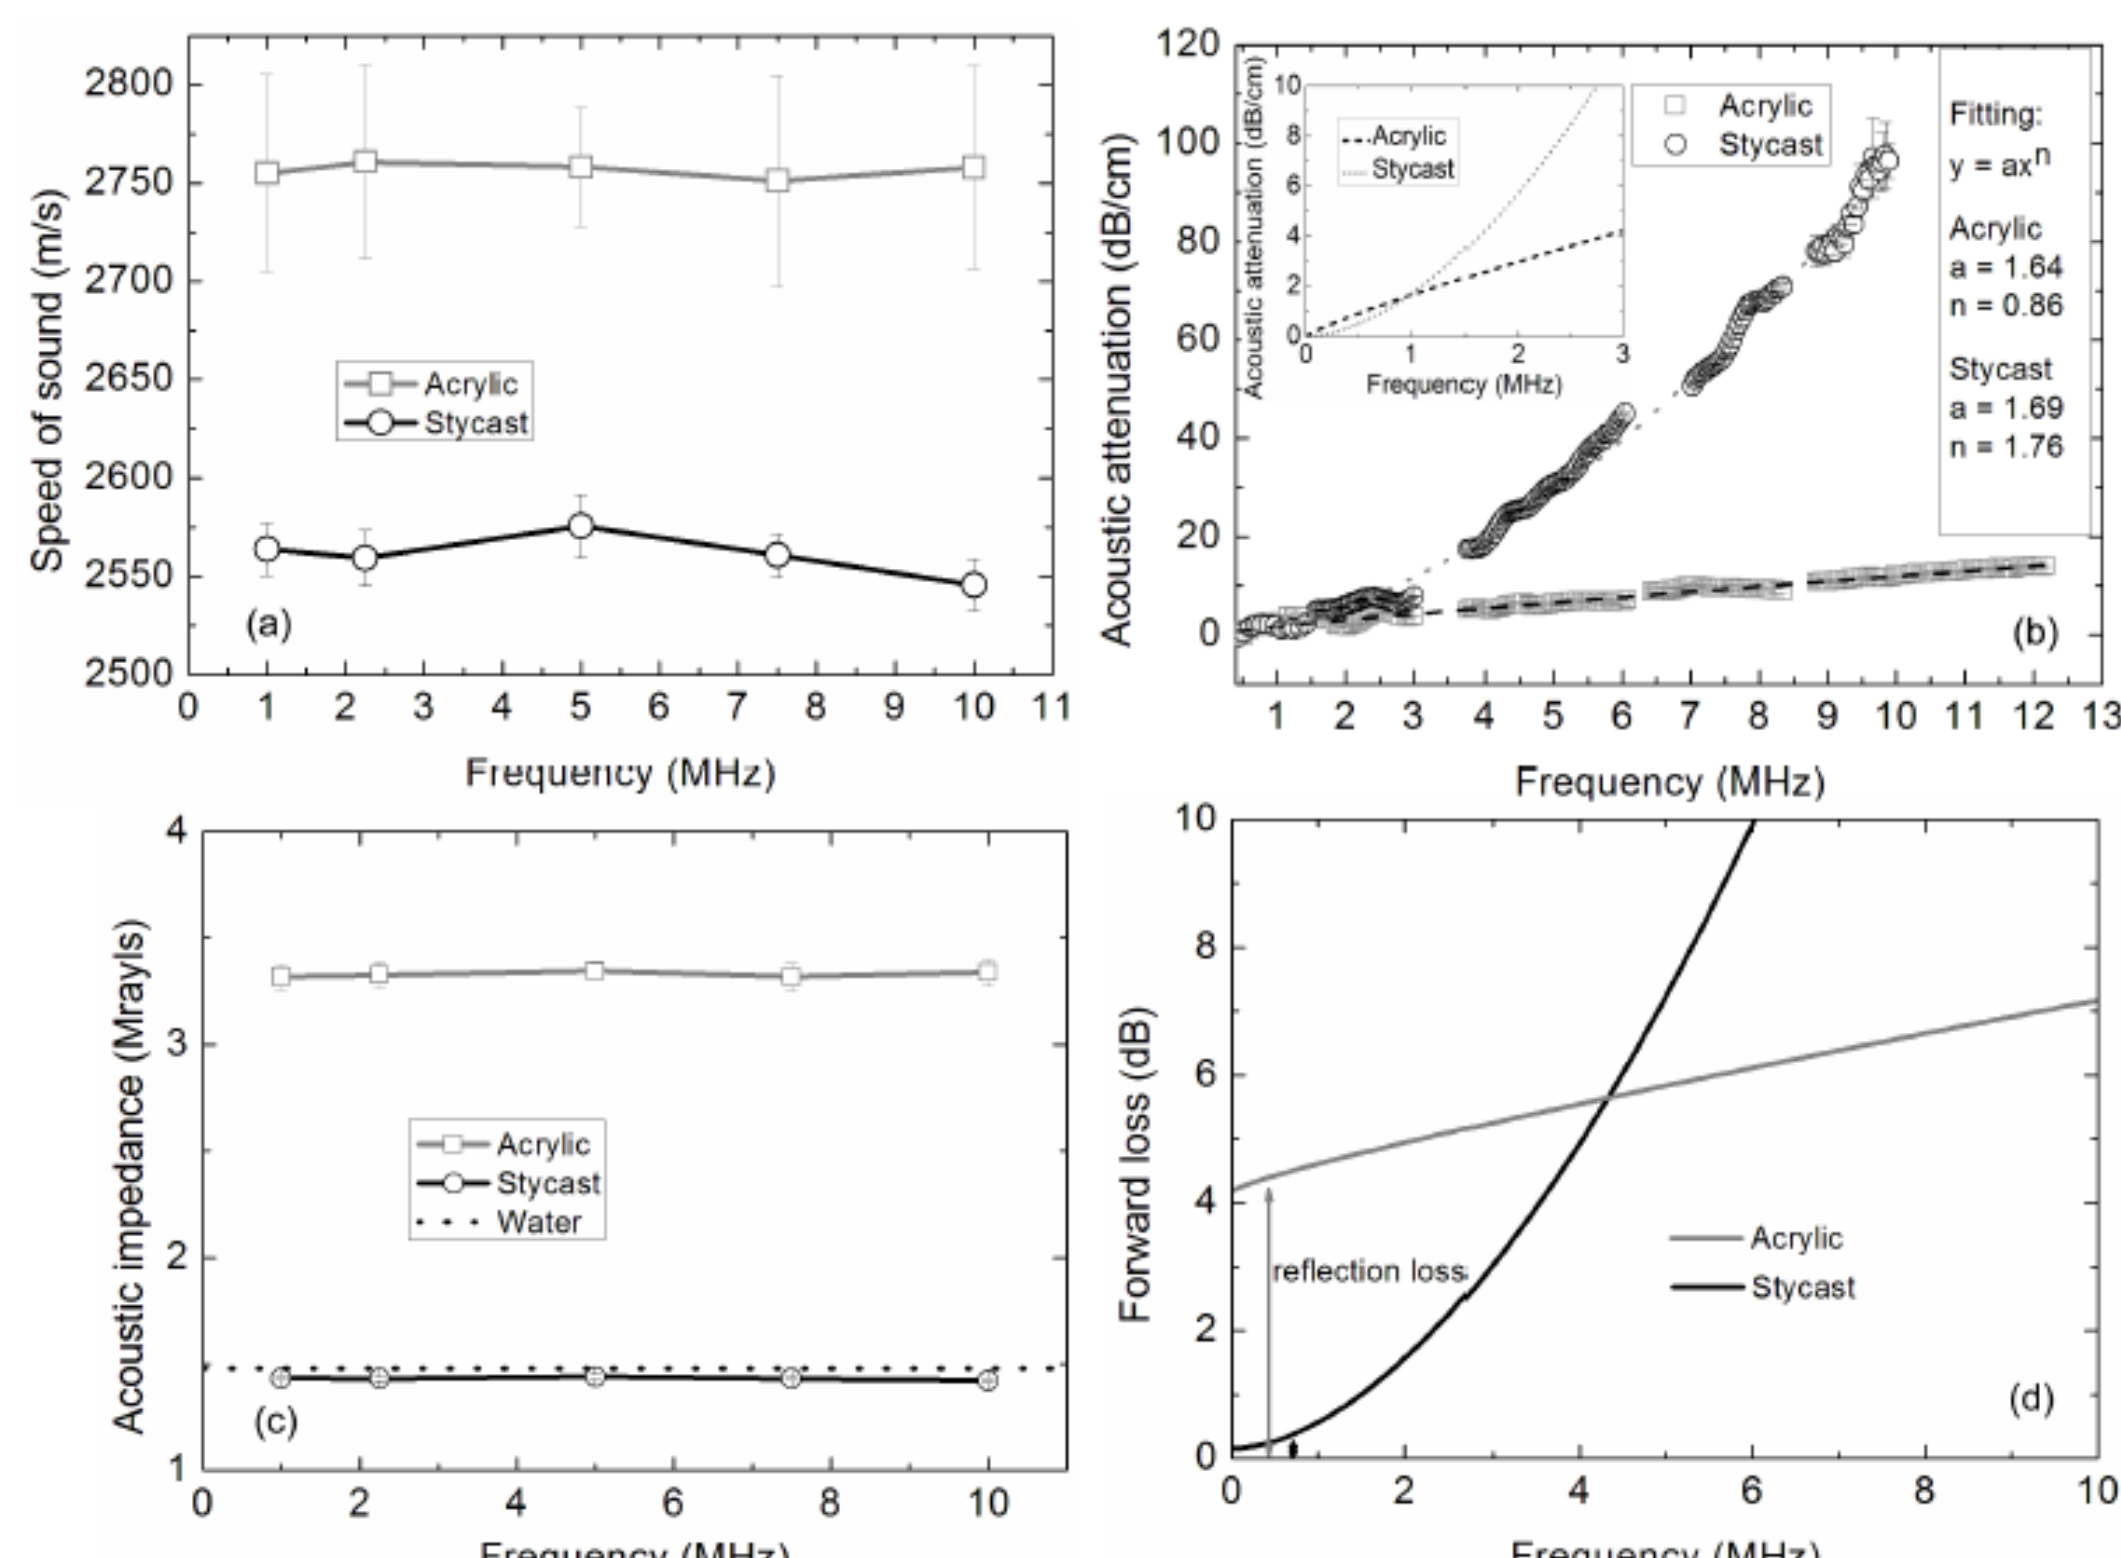 Speed of sound (m/s)
2800
2750
2700
2650
2600
2550
2500
Acrylic
Stycast
(a)
0 1 2 3 4 5 6 7 8 9 10 11
Frequency (MHz)
Acoustic attenuation (dB/cm)
120
100
80
60
40
20
0
Acoustic attenuation (dB/cm)
10
8
6
4
2
0
Acrylic
Stycast
0 1 2 3
Frequency (MHz)
Acrylic
Stycast
Fitting:
y = axⁿ
Acrylic
a = 1.64
n = 0.86
Stycast
a = 1.69
n = 1.76
(b)
1 2 3 4 5 6 7 8 9 10 11 12 13
Frequency (MHz)
Acoustic impedance (Mrayls)
4
3
2
1
Acrylic
Stycast
Water
(c)
0 2 4 6 8 10
Frequency (MHz)
Forward loss (dB)
10
8
6
4
2
0
reflection loss
Acrylic
Stycast
(d)
0 2 4 6 8 10
Frequency (MHz)